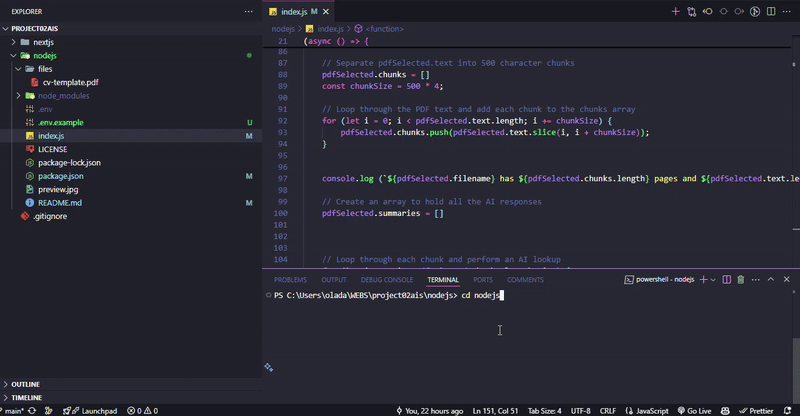 EXPLORER
PROJECT02AIS
nextjs
nodejs
files
cv-template.pdf
node_modules
.env
.env.example U
index.js M
LICENSE
package-lock.json
package.json M
preview.jpg
README.md M
.gitignore
OUTLINE
TIMELINE
index.js M
nodejs > index.js > <function>
21 (async () => {
86
87 // Separate pdfSelected.text into 500 character chunks
88 pdfSelected.chunks = []
89 const chunkSize = 500 * 4;
90
91 // Loop through the PDF text and add each chunk to the chunks array
92 for (let i = 0; i < pdfSelected.text.length; i += chunkSize) {
93 pdfSelected.chunks.push(pdfSelected.text.slice(i, i + chunkSize));
94 }
95
96
97 console.log (`${pdfSelected.filename} has ${pdfSelected.chunks.length} pages and ${pdfSelected.text.le
98
99 // Create an array to hold all the AI responses
100 pdfSelected.summaries = []
101
102
103
104 // Loop through each chunk and perform an AI lookup
PROBLEMS OUTPUT DEBUG CONSOLE TERMINAL PORTS COMMENTS
powershell - nodejs
PS C:\Users\olada\WEBS\project02ais\nodejs> cd nodejs
main* Launchpad 0 0 You, 22 hours ago Ln 151, Col 51 Tab Size: 4 UTF-8 CRLF JavaScript Go Live Prettier